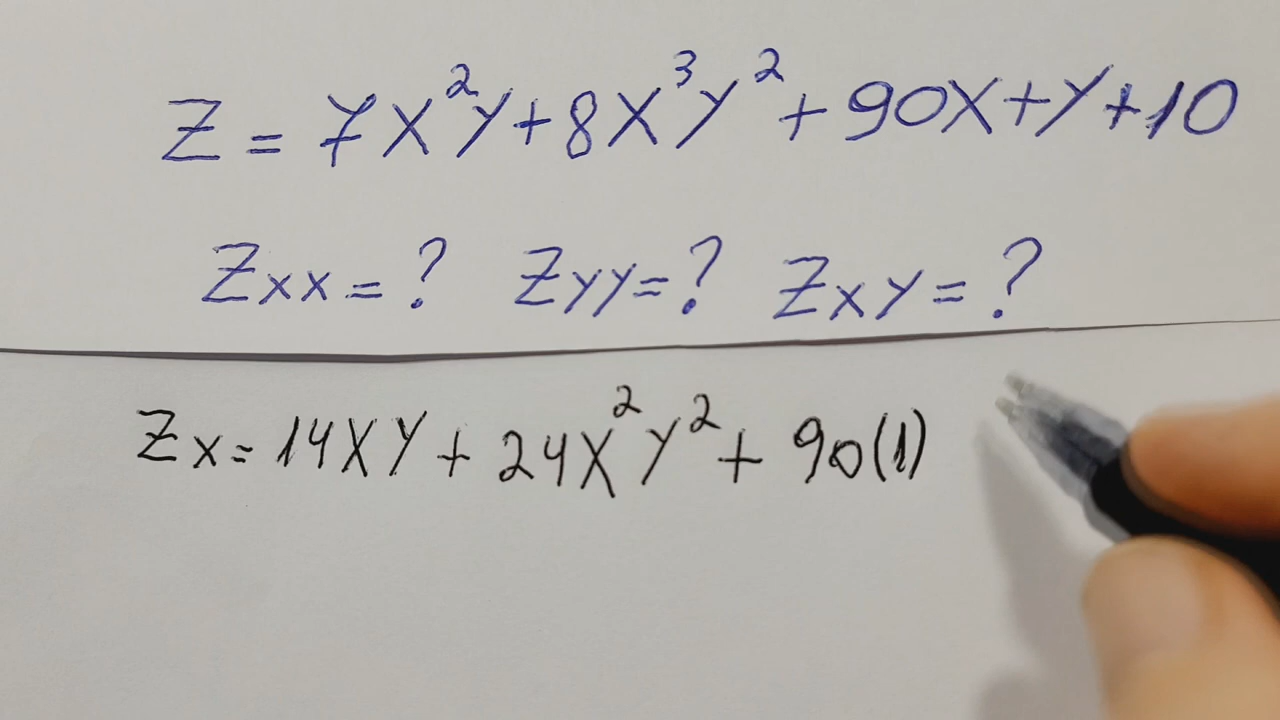 Z = 7X²Y + 8X³Y² + 90X + Y + 10
Zxx = ? Zyy = ? Zxy = ?
Zx = 14XY + 24X²Y² + 90(1)